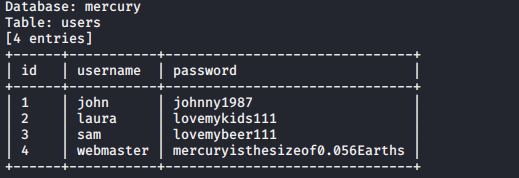 Database: mercury
Table: users
[4 entries]
+------+-----------+-------------------------------+
| id | username | password |
+------+-----------+-------------------------------+
| 1 | john | johnny1987 |
| 2 | laura | lovemykids111 |
| 3 | sam | lovemybeer111 |
| 4 | webmaster | mercuryisthesizeof0.056Earths |
+------+-----------+-------------------------------+